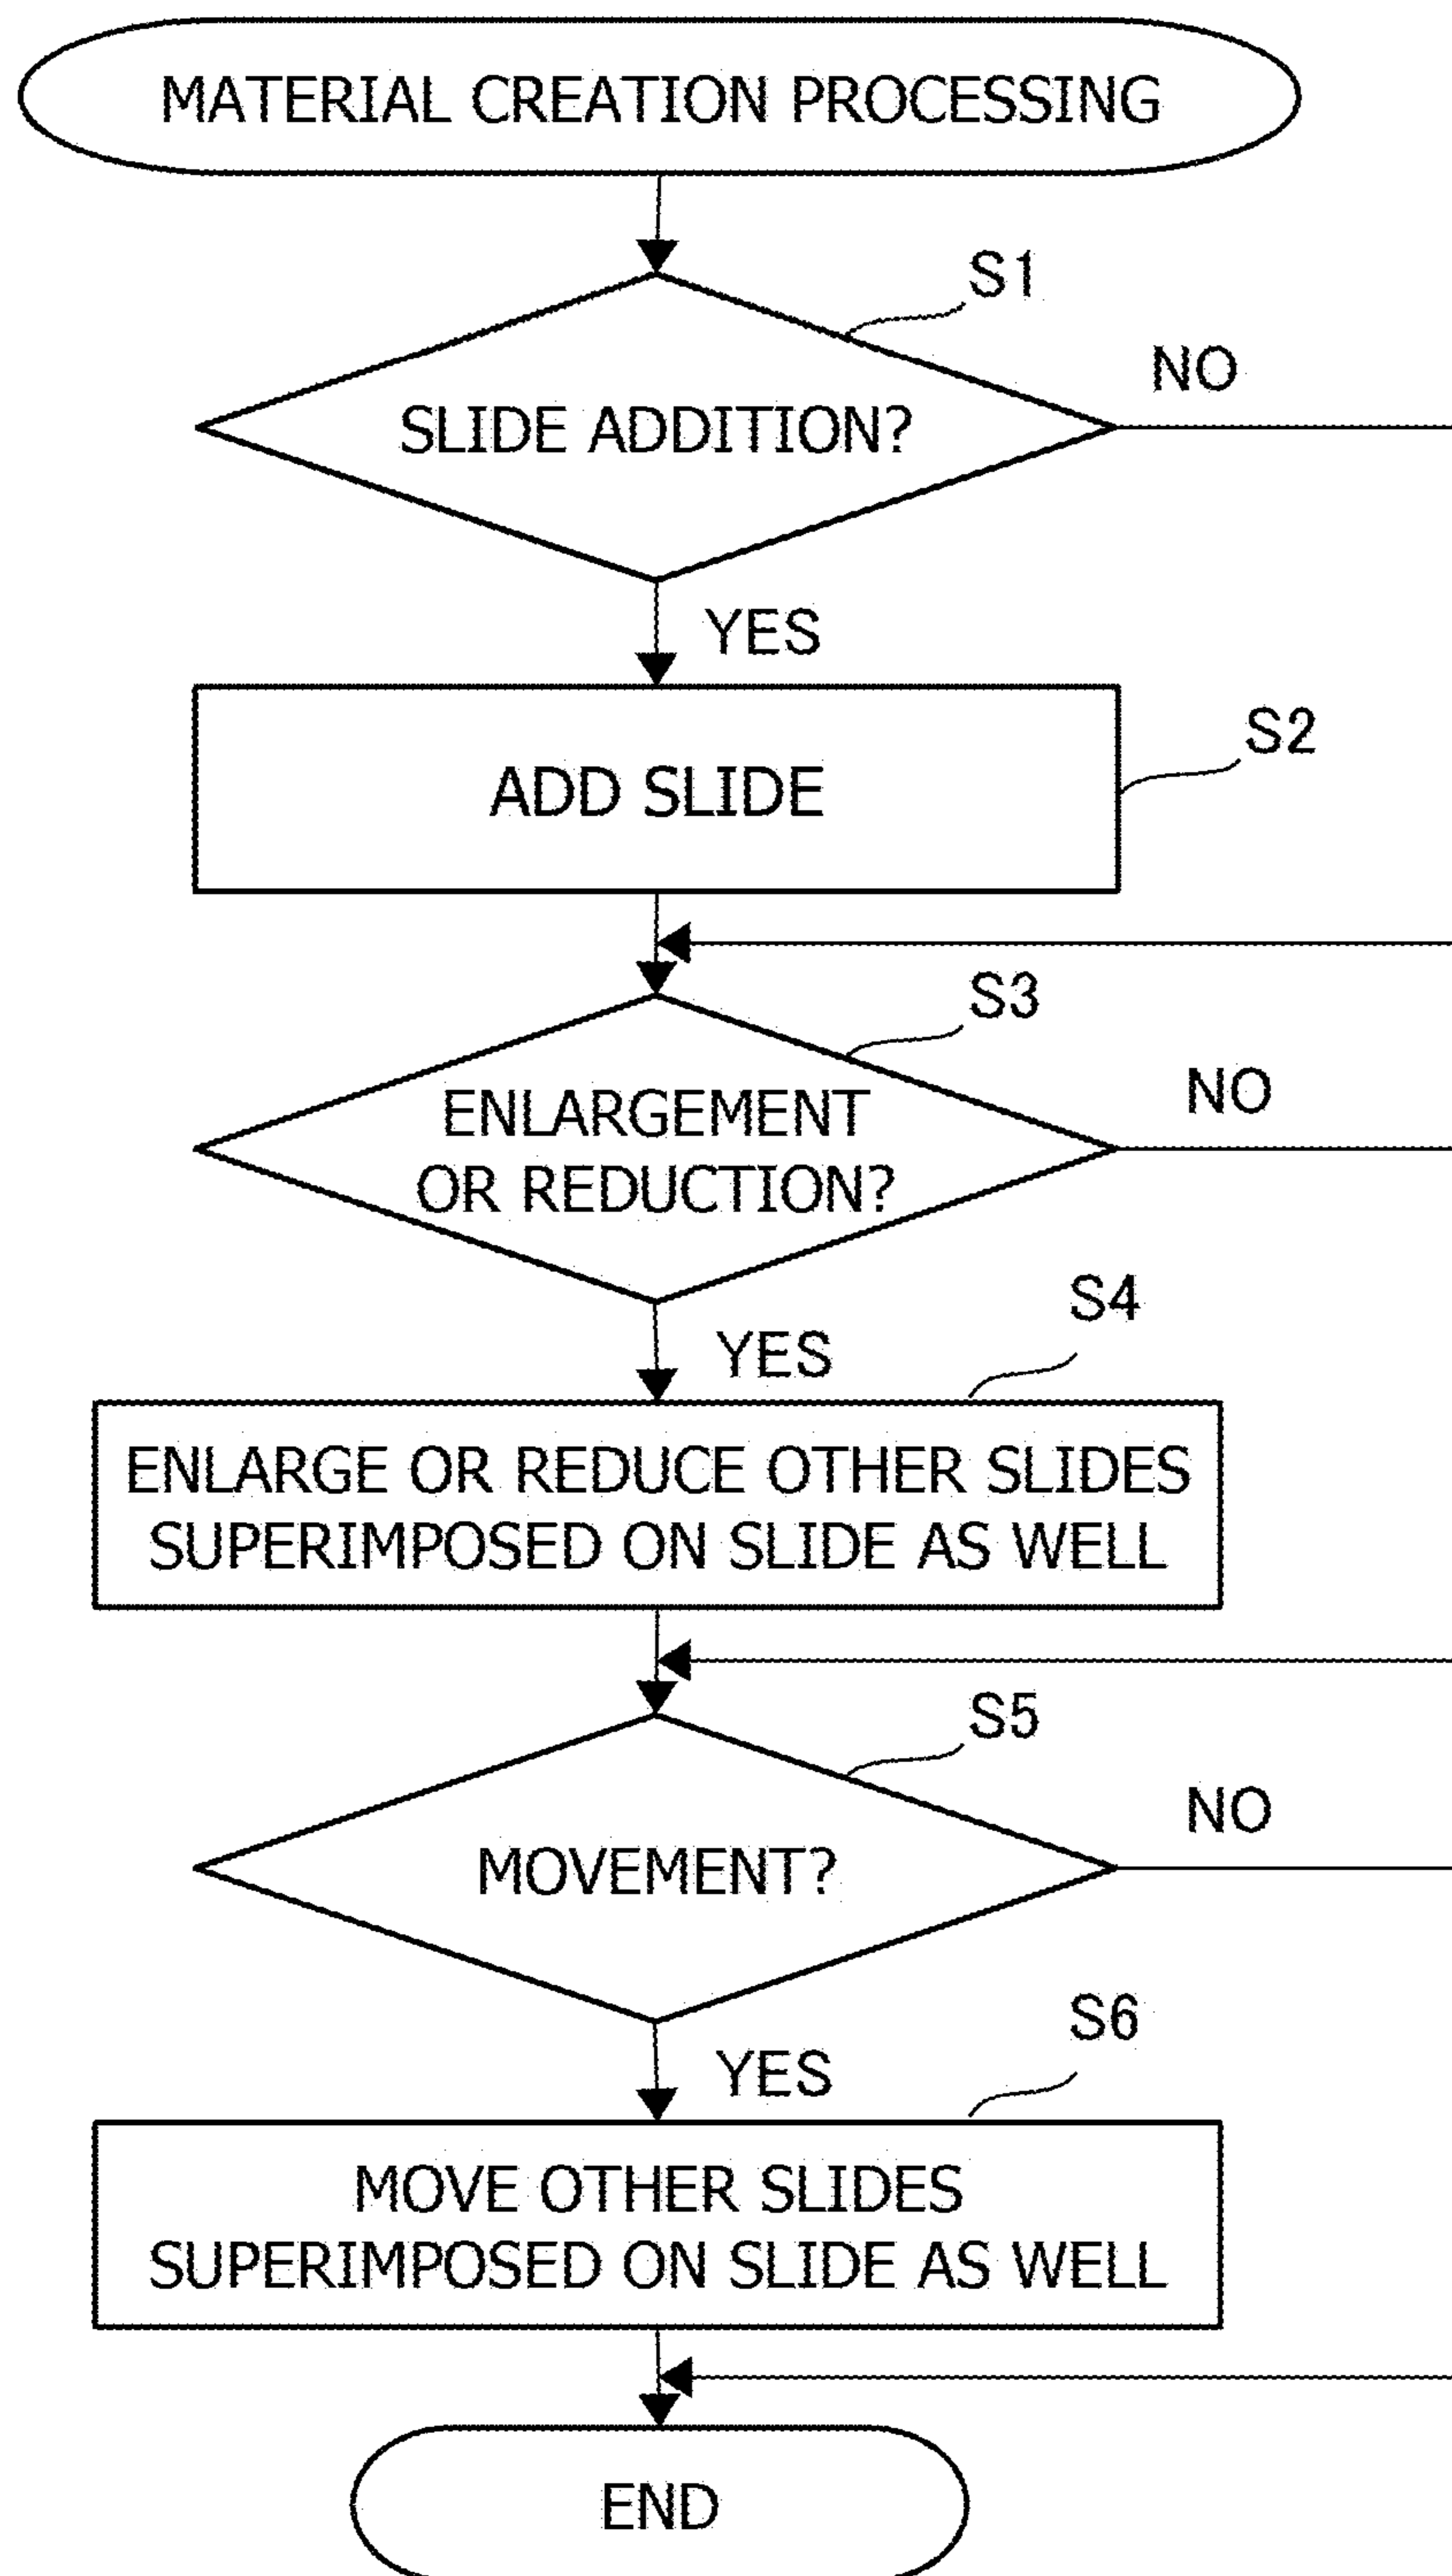 MATERIAL CREATION PROCESSING
S1
NO
SLIDE ADDITION?
YES
S2
ADD SLIDE
S3
NO
ENLARGEMENT
OR REDUCTION?
S4
YES
ENLARGE OR REDUCE OTHER SLIDES
SUPERIMPOSED ON SLIDE AS WELL
S5
NO
MOVEMENT?
S6
YES
MOVE OTHER SLIDES
SUPERIMPOSED ON SLIDE AS WELL
END